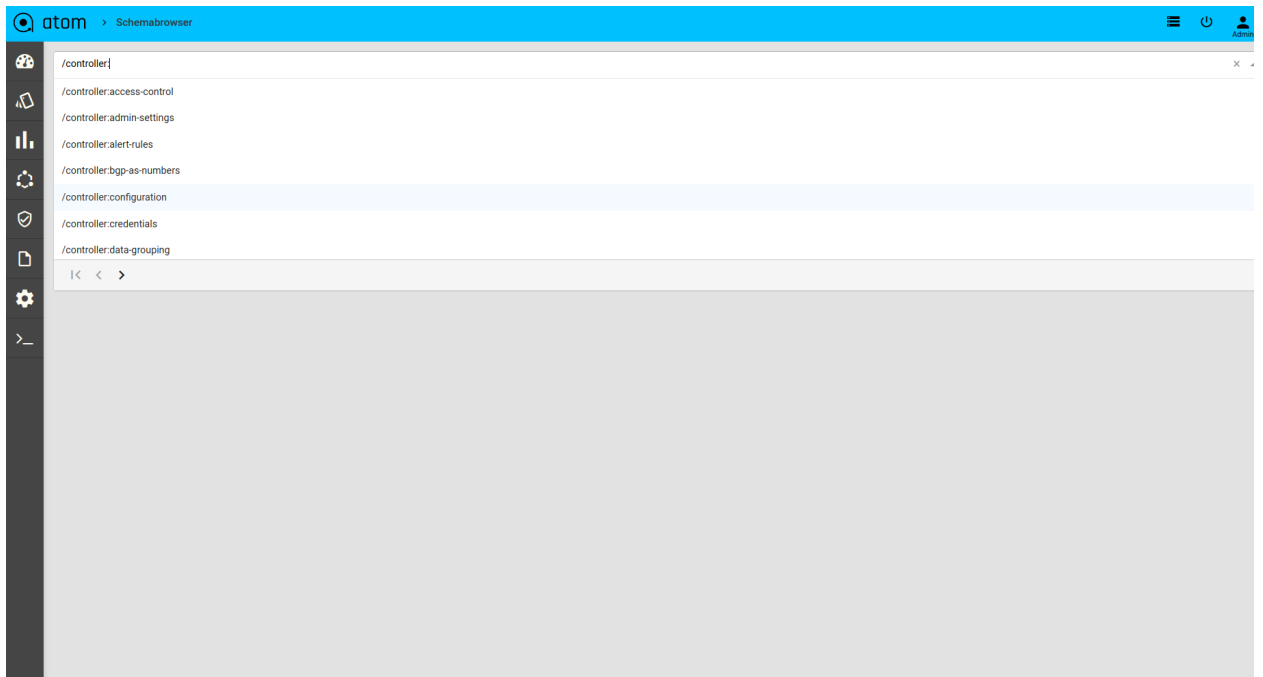 atom > Schemabrowser
Admin
/controller:
/controller:access-control
/controller:admin-settings
/controller:alert-rules
/controller:bgp-as-numbers
/controller:configuration
/controller:credentials
/controller:data-grouping